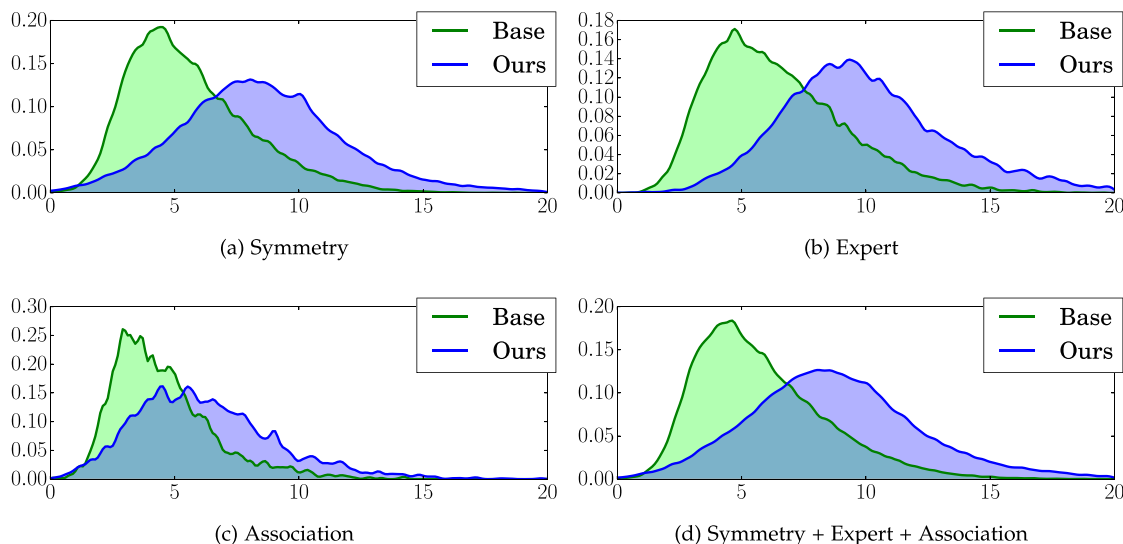 0.20
0.15
0.10
0.05
0.00
0 5 10 15 20
Base
Ours
(a) Symmetry
0.18
0.16
0.14
0.12
0.10
0.08
0.06
0.04
0.02
0.00
0 5 10 15 20
Base
Ours
(b) Expert
0.30
0.25
0.20
0.15
0.10
0.05
0.00
0 5 10 15 20
Base
Ours
(c) Association
0.20
0.15
0.10
0.05
0.00
0 5 10 15 20
Base
Ours
(d) Symmetry + Expert + Association